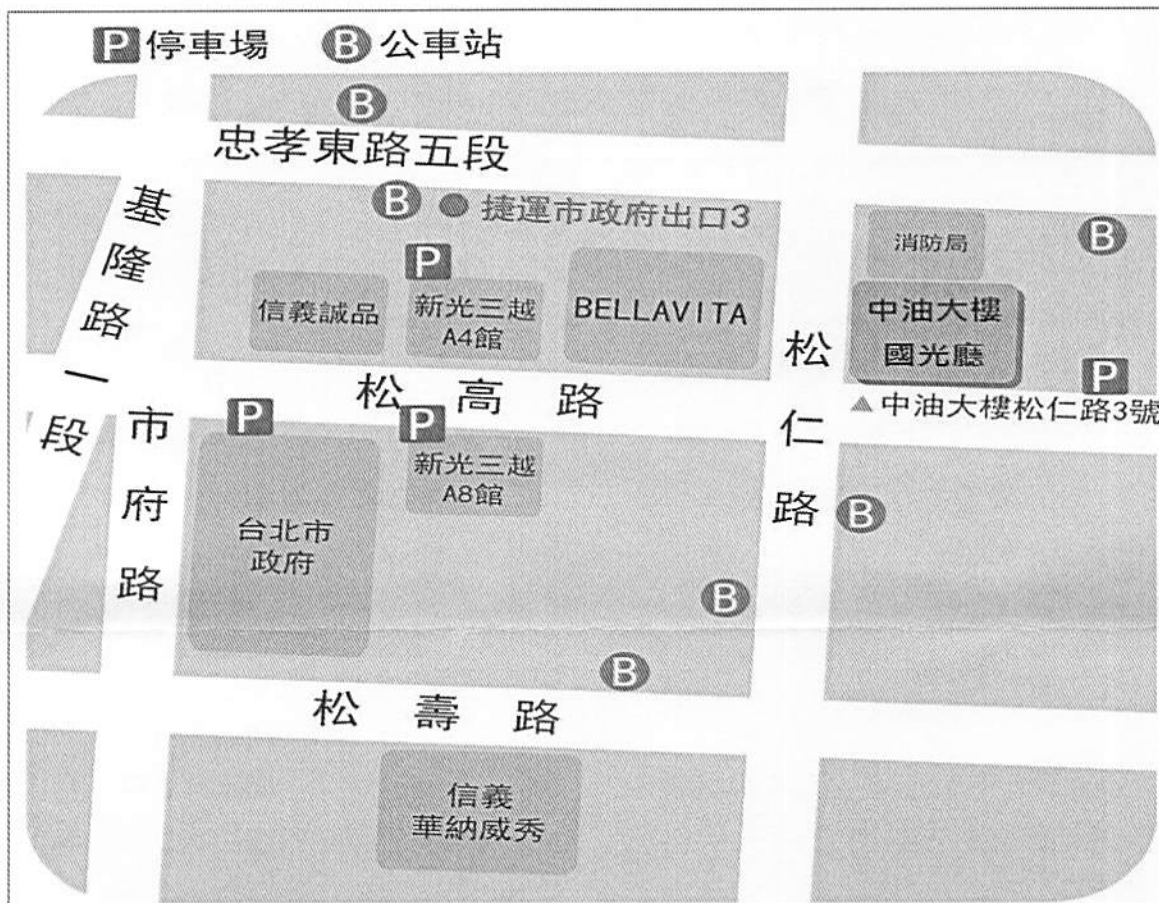 P 停車場 B 公車站
B
忠孝東路五段
基隆路一段
B 捷運市政府出口3
消防局
B
P
信義誠品
新光三越
A4館
BELLAVITA
中油大樓
國光廳
P
松仁路
松高路
▲中油大樓松仁路3號
市府路
P
P
新光三越
A8館
台北市
政府
B
B
B
松壽路
信義
華納威秀